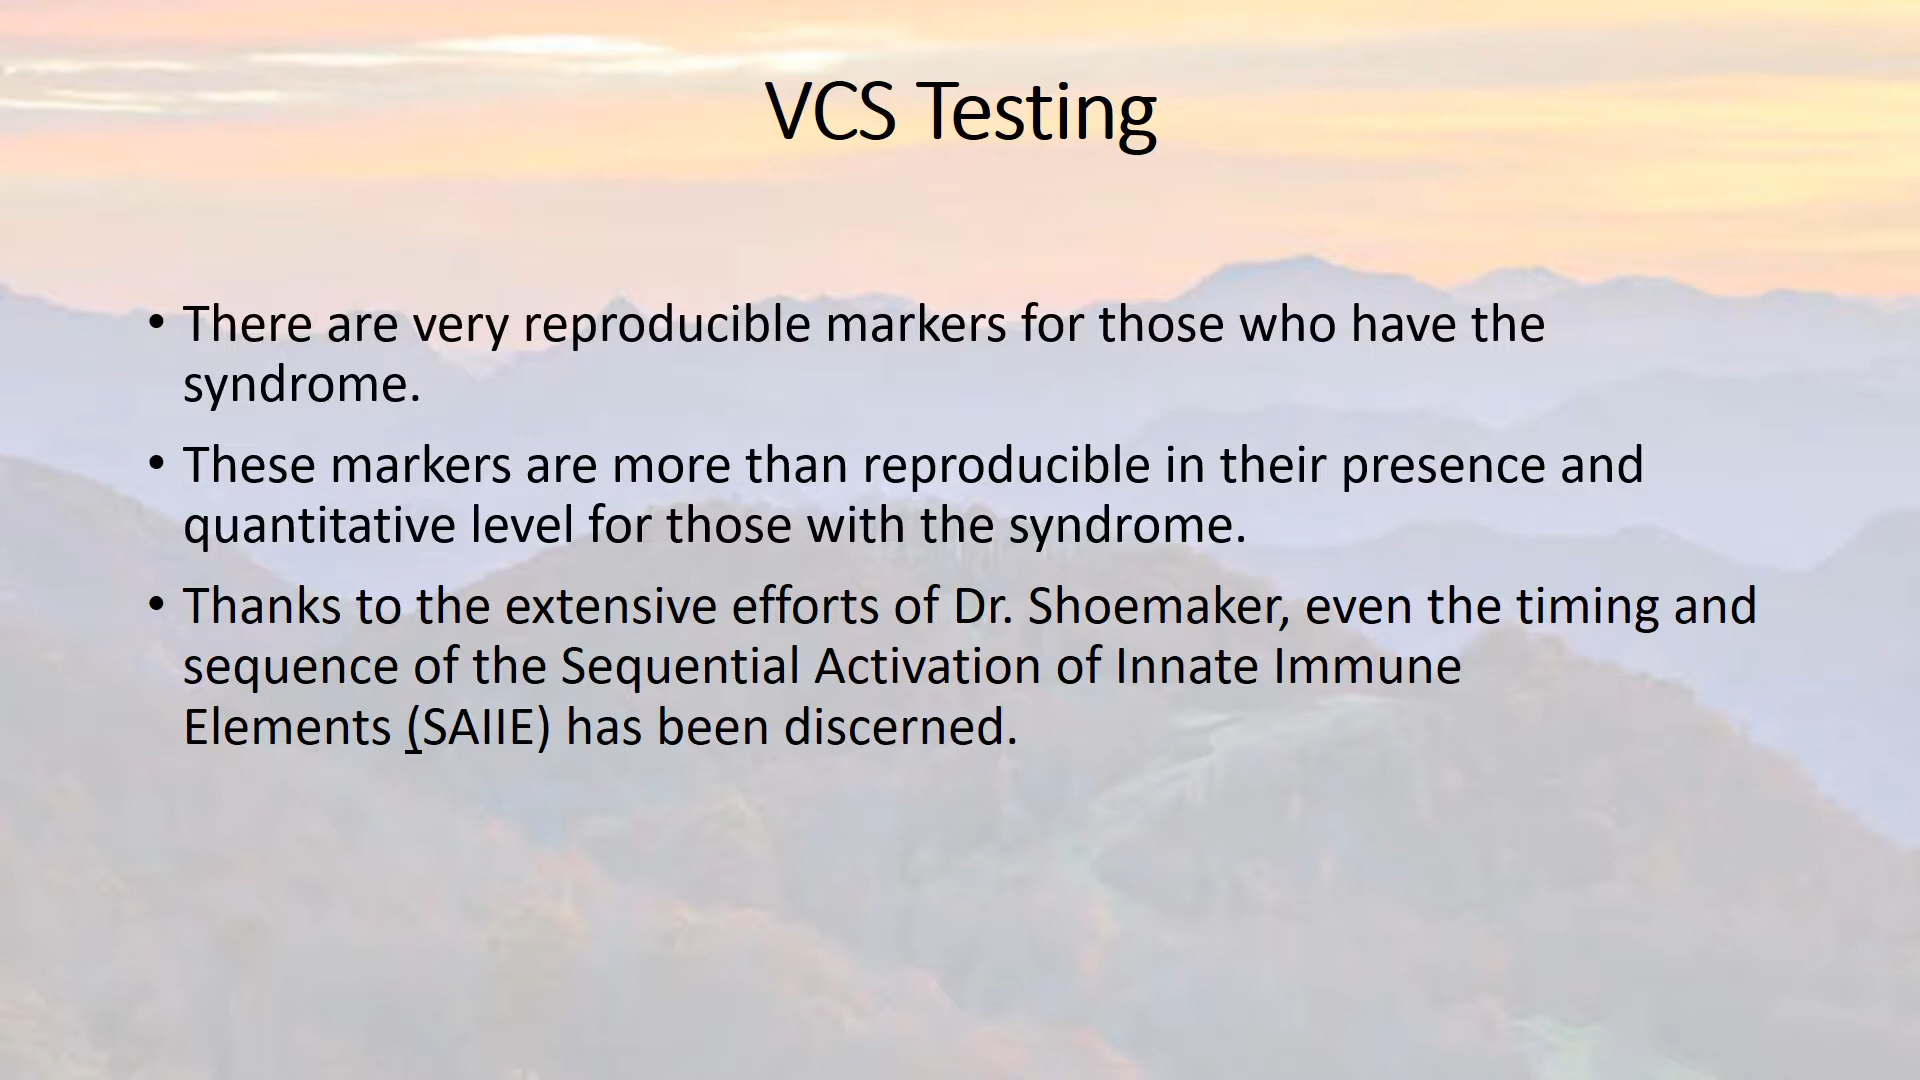 VCS Testing
• There are very reproducible markers for those who have the
syndrome.
• These markers are more than reproducible in their presence and
quantitative level for those with the syndrome.
• Thanks to the extensive efforts of Dr. Shoemaker, even the timing and
sequence of the Sequential Activation of Innate Immune
Elements (SAIIE) has been discerned.